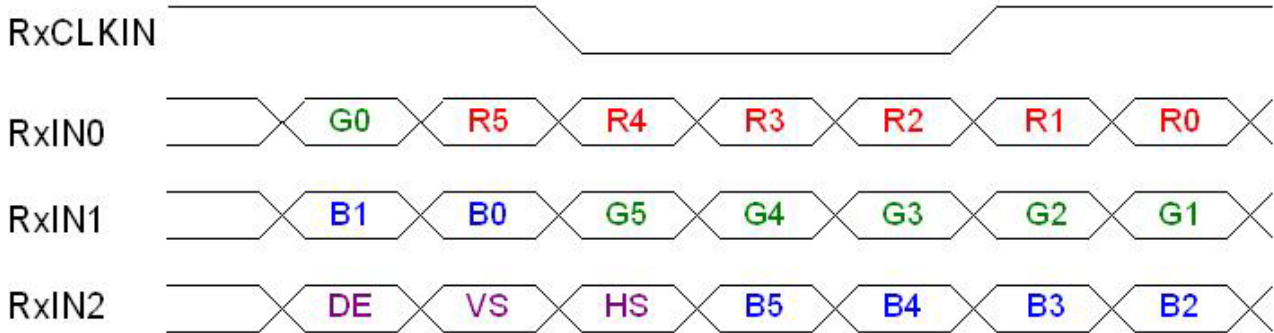 RxCLKIN
RxIN0 G0 R5 R4 R3 R2 R1 R0
RxIN1 B1 B0 G5 G4 G3 G2 G1
RxIN2 DE VS HS B5 B4 B3 B2